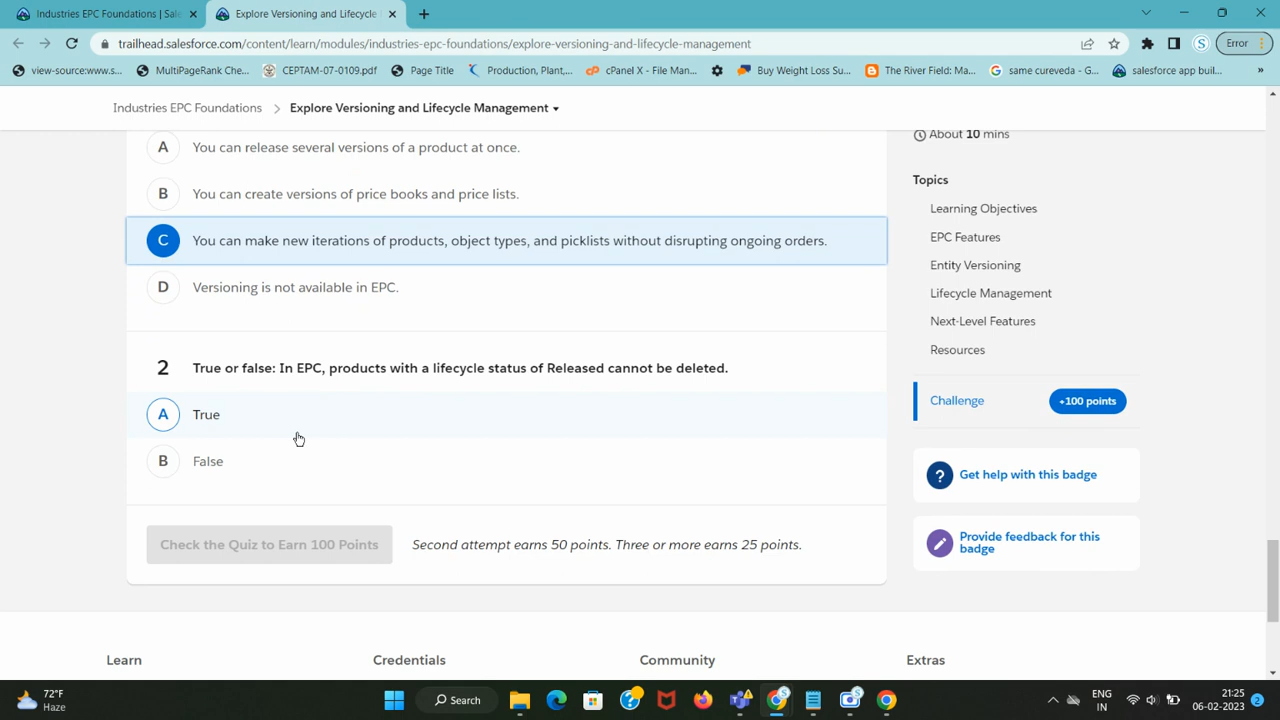 Industries EPC Foundations | Sale
Explore Versioning and Lifecycle
trailhead.salesforce.com/content/learn/modules/industries-epc-foundations/explore-versioning-and-lifecycle-management
Error
view-source:www.s...
MultiPageRank Che...
CEPTAM-07-0109.pdf
Page Title
Production, Plant,...
cPanel X - File Man...
Buy Weight Loss Su...
The River Field: Ma...
same cureveda - G...
salesforce app buil...
Industries EPC Foundations
Explore Versioning and Lifecycle Management
A You can release several versions of a product at once.
B You can create versions of price books and price lists.
C You can make new iterations of products, object types, and picklists without disrupting ongoing orders.
D Versioning is not available in EPC.
2 True or false: In EPC, products with a lifecycle status of Released cannot be deleted.
A True
B False
Check the Quiz to Earn 100 Points
Second attempt earns 50 points. Three or more earns 25 points.
About 10 mins
Topics
Learning Objectives
EPC Features
Entity Versioning
Lifecycle Management
Next-Level Features
Resources
Challenge
+100 points
Get help with this badge
Provide feedback for this
badge
Learn
Credentials
Community
Extras
72°F
Haze
Search
ENG
IN
21:25
06-02-2023
2